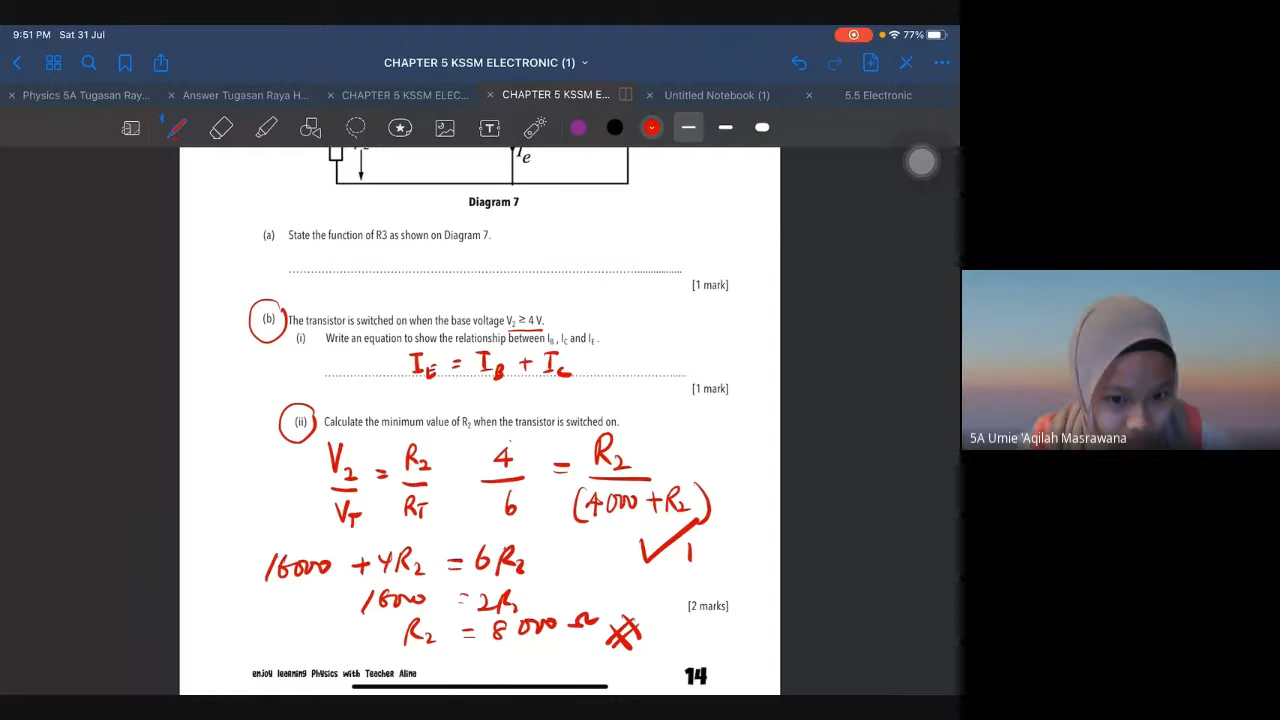 9:51 PM Sat 31 Jul
77%
CHAPTER 5 KSSM ELECTRONIC (1)
Physics 5A Tugasan Ray...
Answer Tugasan Raya H...
CHAPTER 5 KSSM ELEC...
CHAPTER 5 KSSM E...
Untitled Notebook (1)
5.5 Electronic
Ie
Diagram 7
(a) State the function of R3 as shown on Diagram 7.
[1 mark]
(b) The transistor is switched on when the base voltage V2 ≥ 4 V.
(i) Write an equation to show the relationship between IB , IC and IE .
IE = IB + IC
[1 mark]
(ii) Calculate the minimum value of R2 when the transistor is switched on.
V2/VT = R2/RT 4/6 = R2/(4000 + R2)
✓ 1
16000 + 4R2 = 6R2
16000 = 2R2
[2 marks]
R2 = 8000 Ω
enjoy learning Physics with Teacher Alina
14
5A Umie 'Aqilah Masrawana